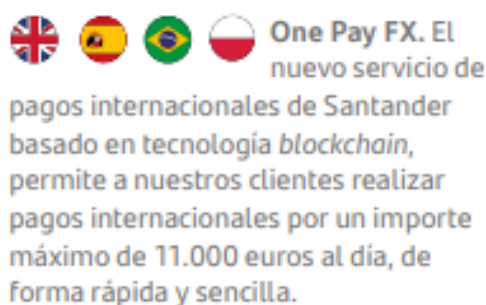 One Pay FX. El
nuevo servicio de
pagos internacionales de Santander
basado en tecnología blockchain,
permite a nuestros clientes realizar
pagos internacionales por un importe
máximo de 11.000 euros al día, de
forma rápida y sencilla.